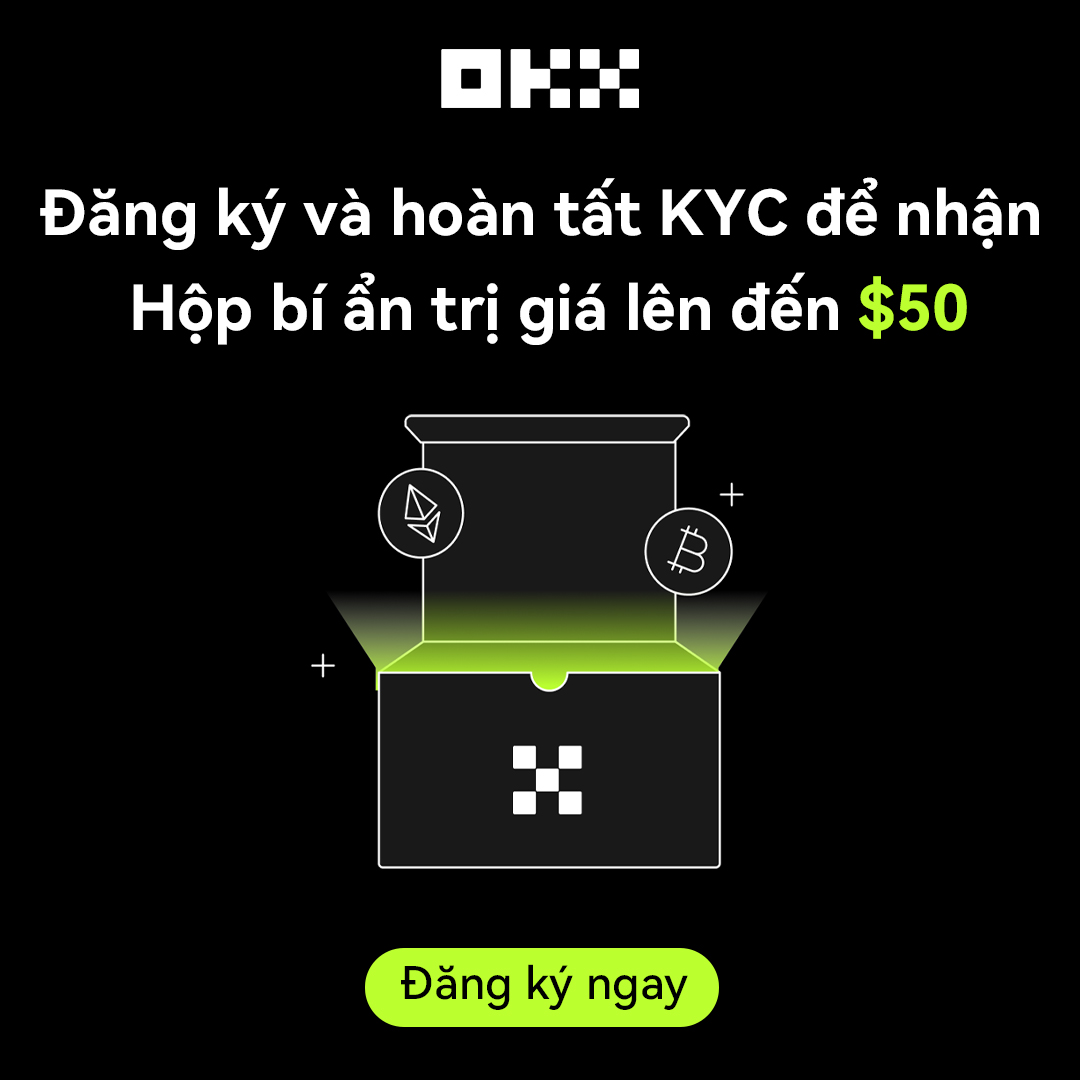 OKX
Đăng ký và hoàn tất KYC để nhận
Hộp bí ẩn trị giá lên đến $50
Đăng ký ngay